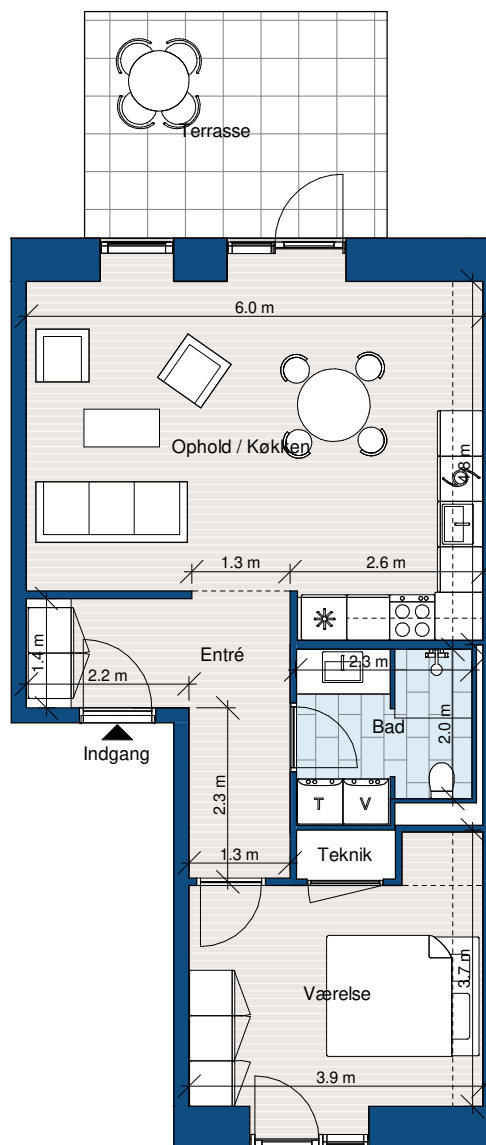 Terrasse
6.0 m
Ophold / Køkken
4.8 m
1.3 m
2.6 m
Entré
1.4 m
2.2 m
2.3 m
Bad
2.0 m
Indgang
2.3 m
T
V
1.3 m
Teknik
Værelse
3.7 m
3.9 m